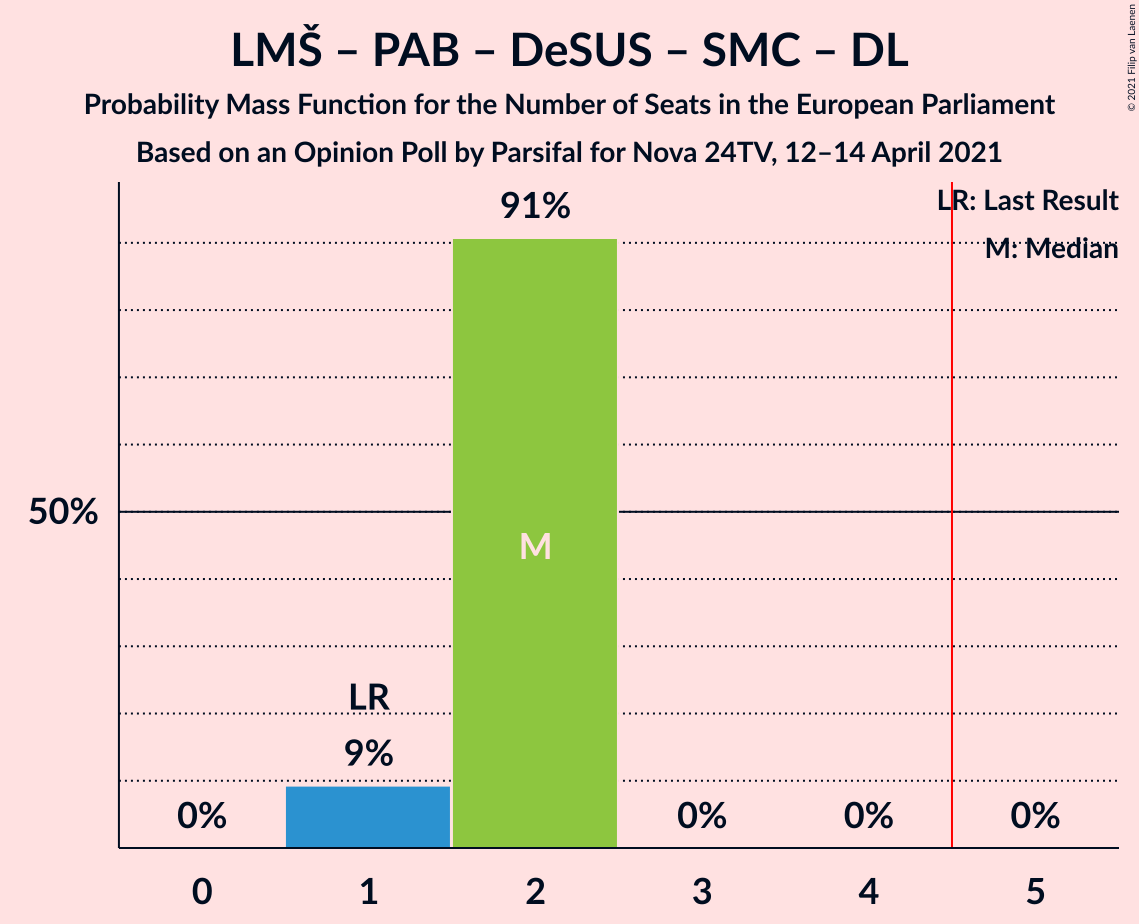 LMŠ – PAB – DeSUS – SMC – DL
Probability Mass Function for the Number of Seats in the European Parliament
Based on an Opinion Poll by Parsifal for Nova 24TV, 12–14 April 2021
© 2021 Filip van Laenen
LR: Last Result
M: Median
91%
50%
M
LR
9%
0%
0%
0%
0%
0
1
2
3
4
5